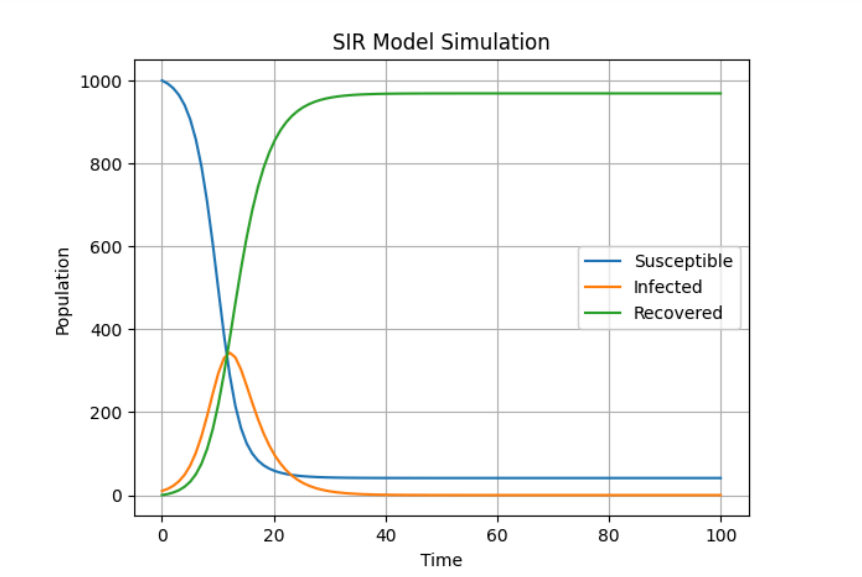 SIR Model Simulation
1000
800
600
400
200
0
Population
Susceptible
Infected
Recovered
0 20 40 60 80 100
Time